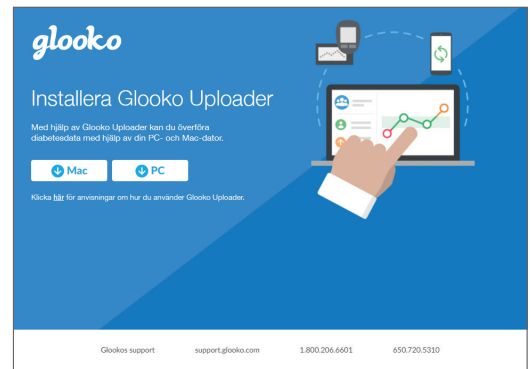 glooko
Installera Glooko Uploader
Med hjälp av Glooko Uploader kan du överföra
diabetesdata med hjälp av din PC- och Mac-dator.
Mac PC
Klicka här för anvisningar om hur du använder Glooko Uploader.
Glookos support support.glooko.com 1.800.206.6601 650.720.5310